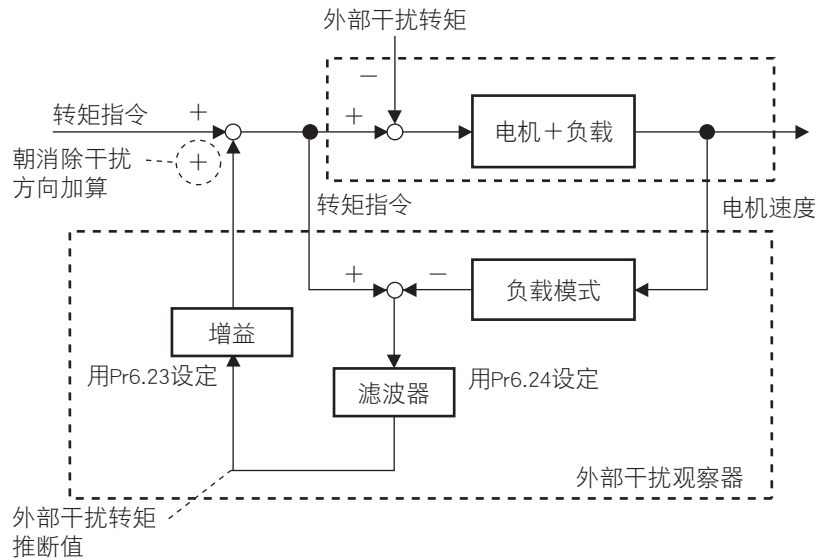 外部干扰转矩
−
转矩指令
+
+
电机＋负载
朝消除干扰
方向加算
+
转矩指令
电机速度
+
−
负载模式
增益
用Pr6.23设定
滤波器
用Pr6.24设定
外部干扰观察器
外部干扰转矩
推断值